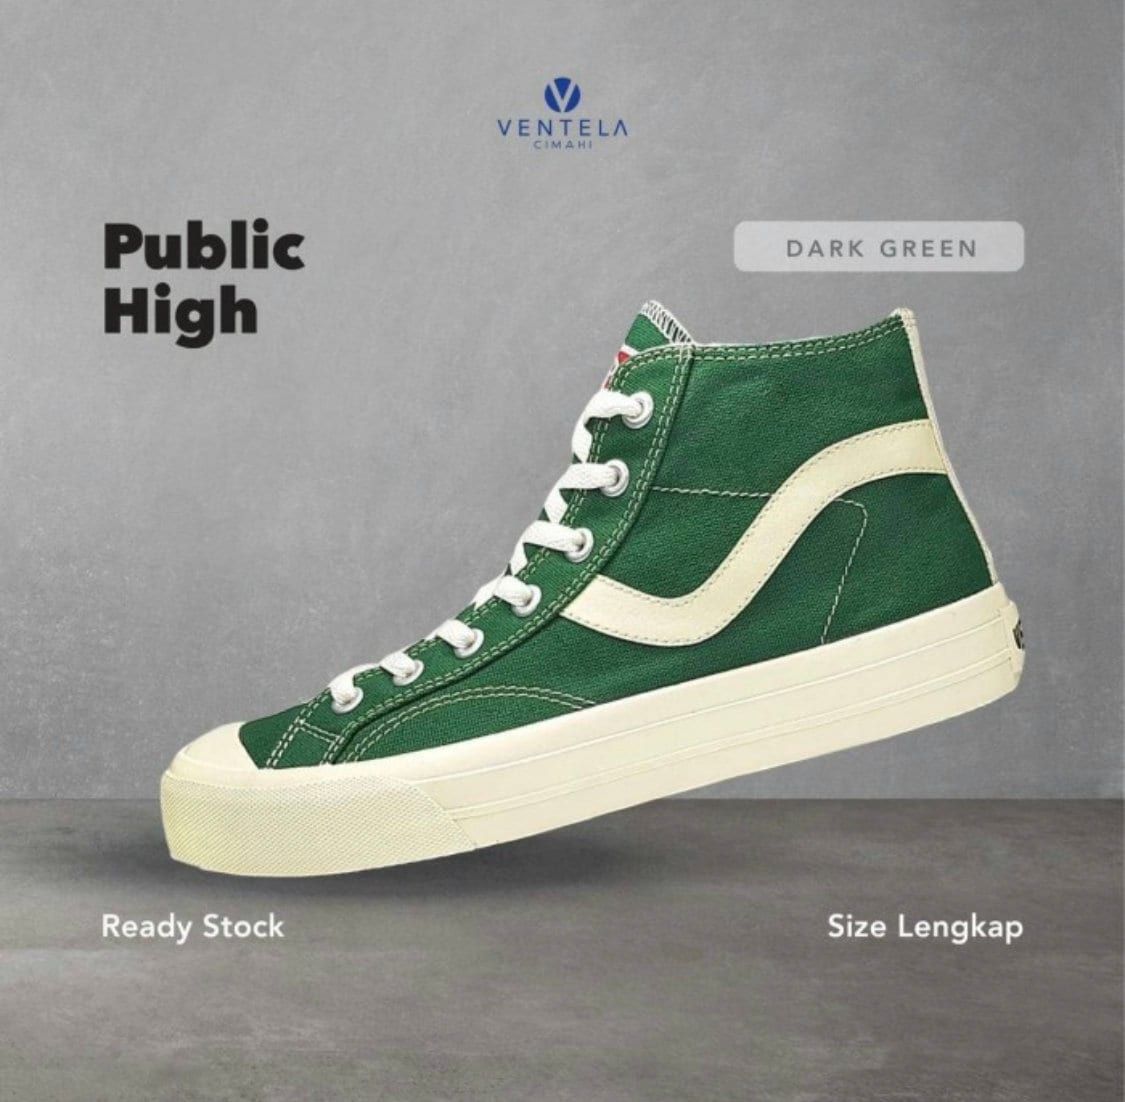 VENTELA
CIMAHI
Public
High
DARK GREEN
Ready Stock
Size Lengkap